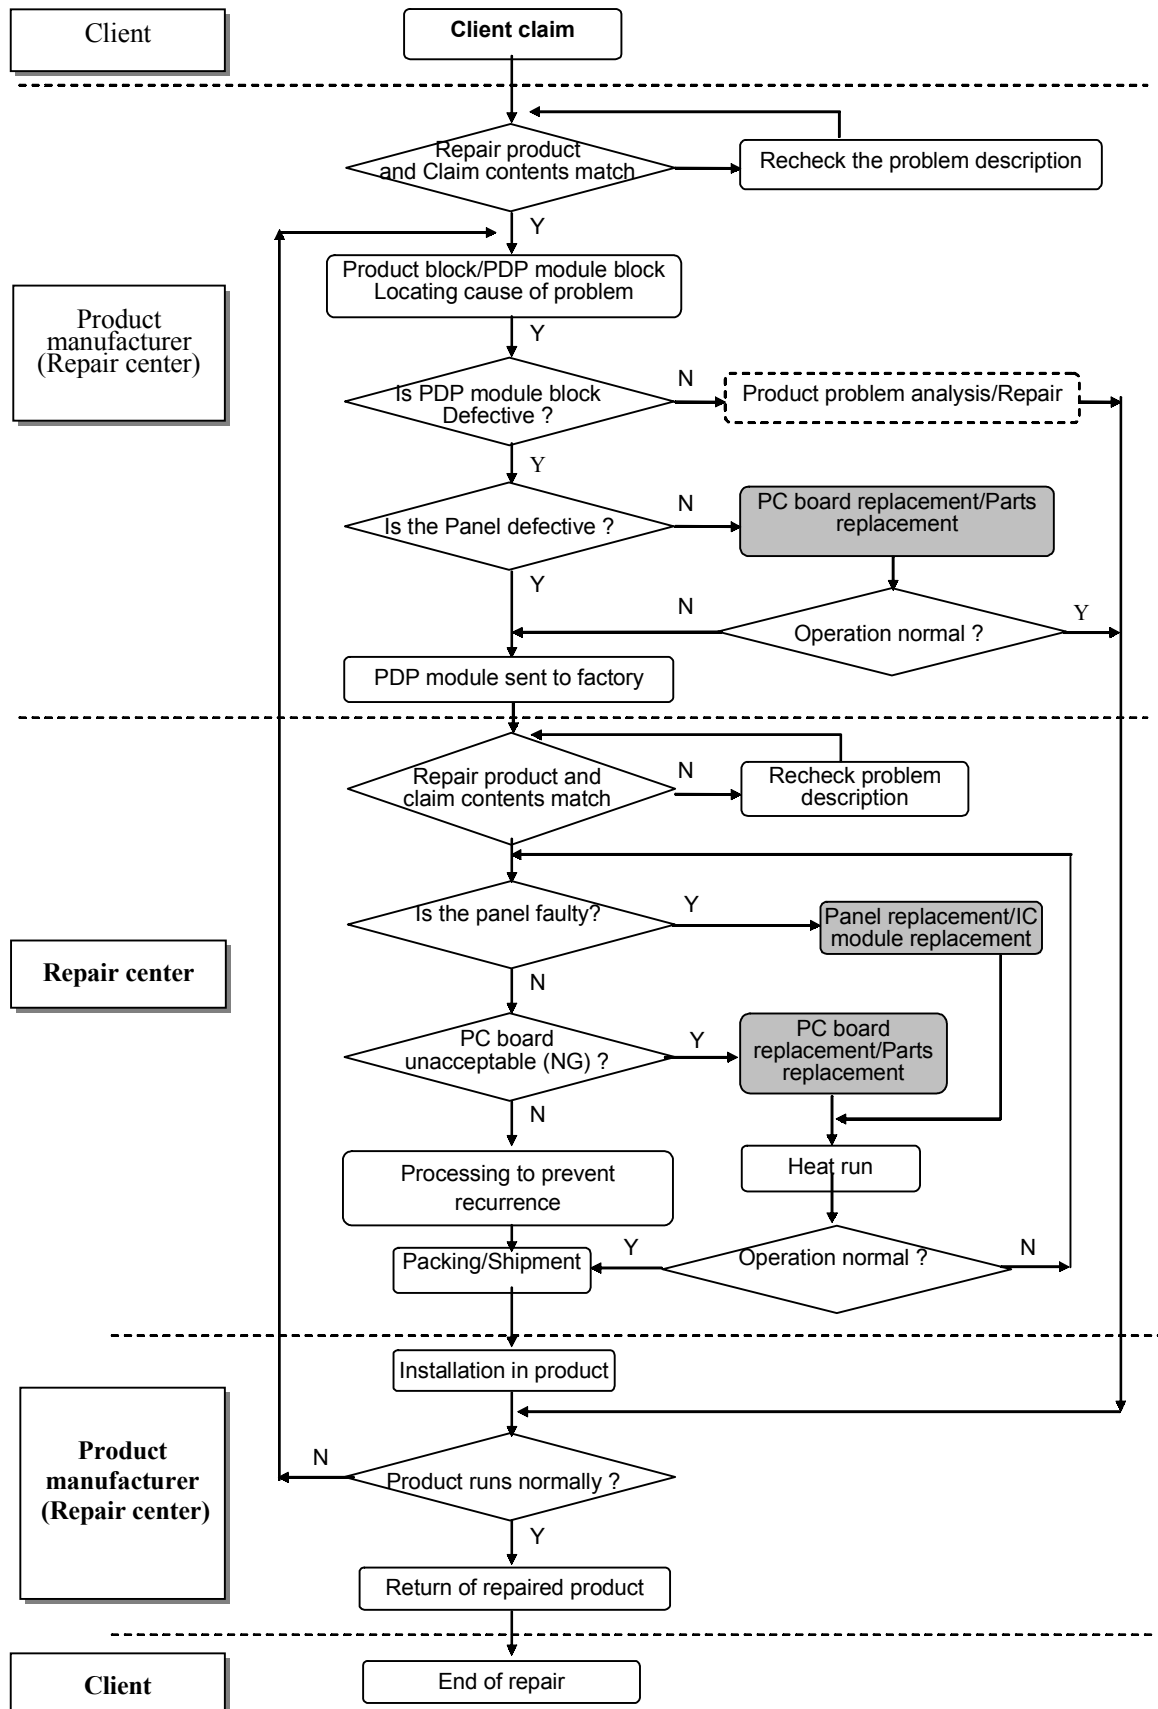 Client
Client claim
Repair product
and Claim contents match
Recheck the problem description
Y
Product block/PDP module block
Locating cause of problem
Product
manufacturer
(Repair center)
Y
Is PDP module block
Defective ?
N
Product problem analysis/Repair
Y
Is the Panel defective ?
N
PC board replacement/Parts
replacement
Y
N
Operation normal ?
Y
PDP module sent to factory
Repair product and
claim contents match
N
Recheck problem
description
Is the panel faulty?
Y
Panel replacement/IC
module replacement
Repair center
N
PC board
unacceptable (NG) ?
Y
PC board
replacement/Parts
replacement
N
Processing to prevent
recurrence
Heat run
Packing/Shipment
Y
Operation normal ?
N
Installation in product
Product
manufacturer
(Repair center)
N
Product runs normally ?
Y
Return of repaired product
Client
End of repair